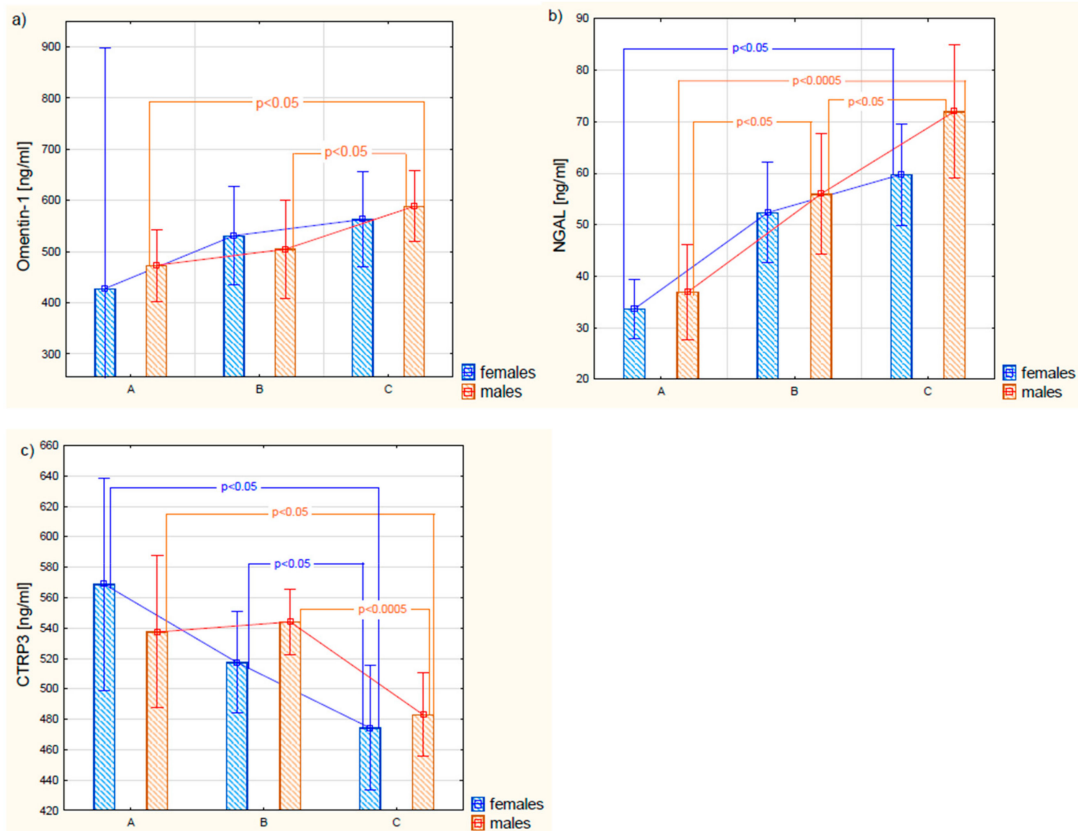 a)
Omentin-1 [ng/ml]
900
800
700
600
500
400
300
p<0.05
p<0.05
A B C
females
males
b)
NGAL [ng/ml]
90
80
70
60
50
40
30
20
p<0.05
p<0.0005
p<0.05
p<0.05
A B C
females
males
c)
CTRP3 [ng/ml]
660
640
620
600
580
560
540
520
500
480
460
440
420
p<0.05
p<0.05
p<0.05
p<0.0005
A B C
females
males